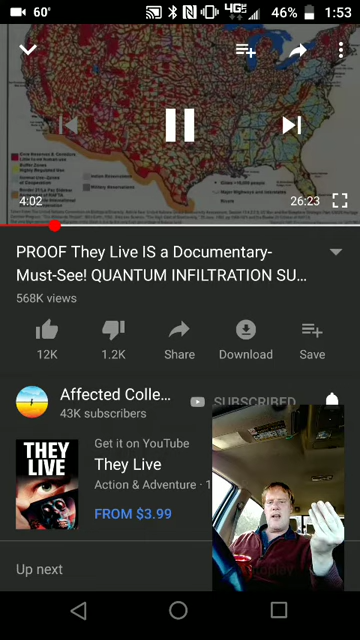 60°
4G
46%
1:53
4:02
26:23
PROOF They Live IS a Documentary-
Must-See! QUANTUM INFILTRATION SU...
568K views
12K
1.2K
Share
Download
Save
Affected Colle...
SUBSCRIBED
43K subscribers
THEY
LIVE
Get it on YouTube
They Live
Action & Adventure · 1
FROM $3.99
Up next